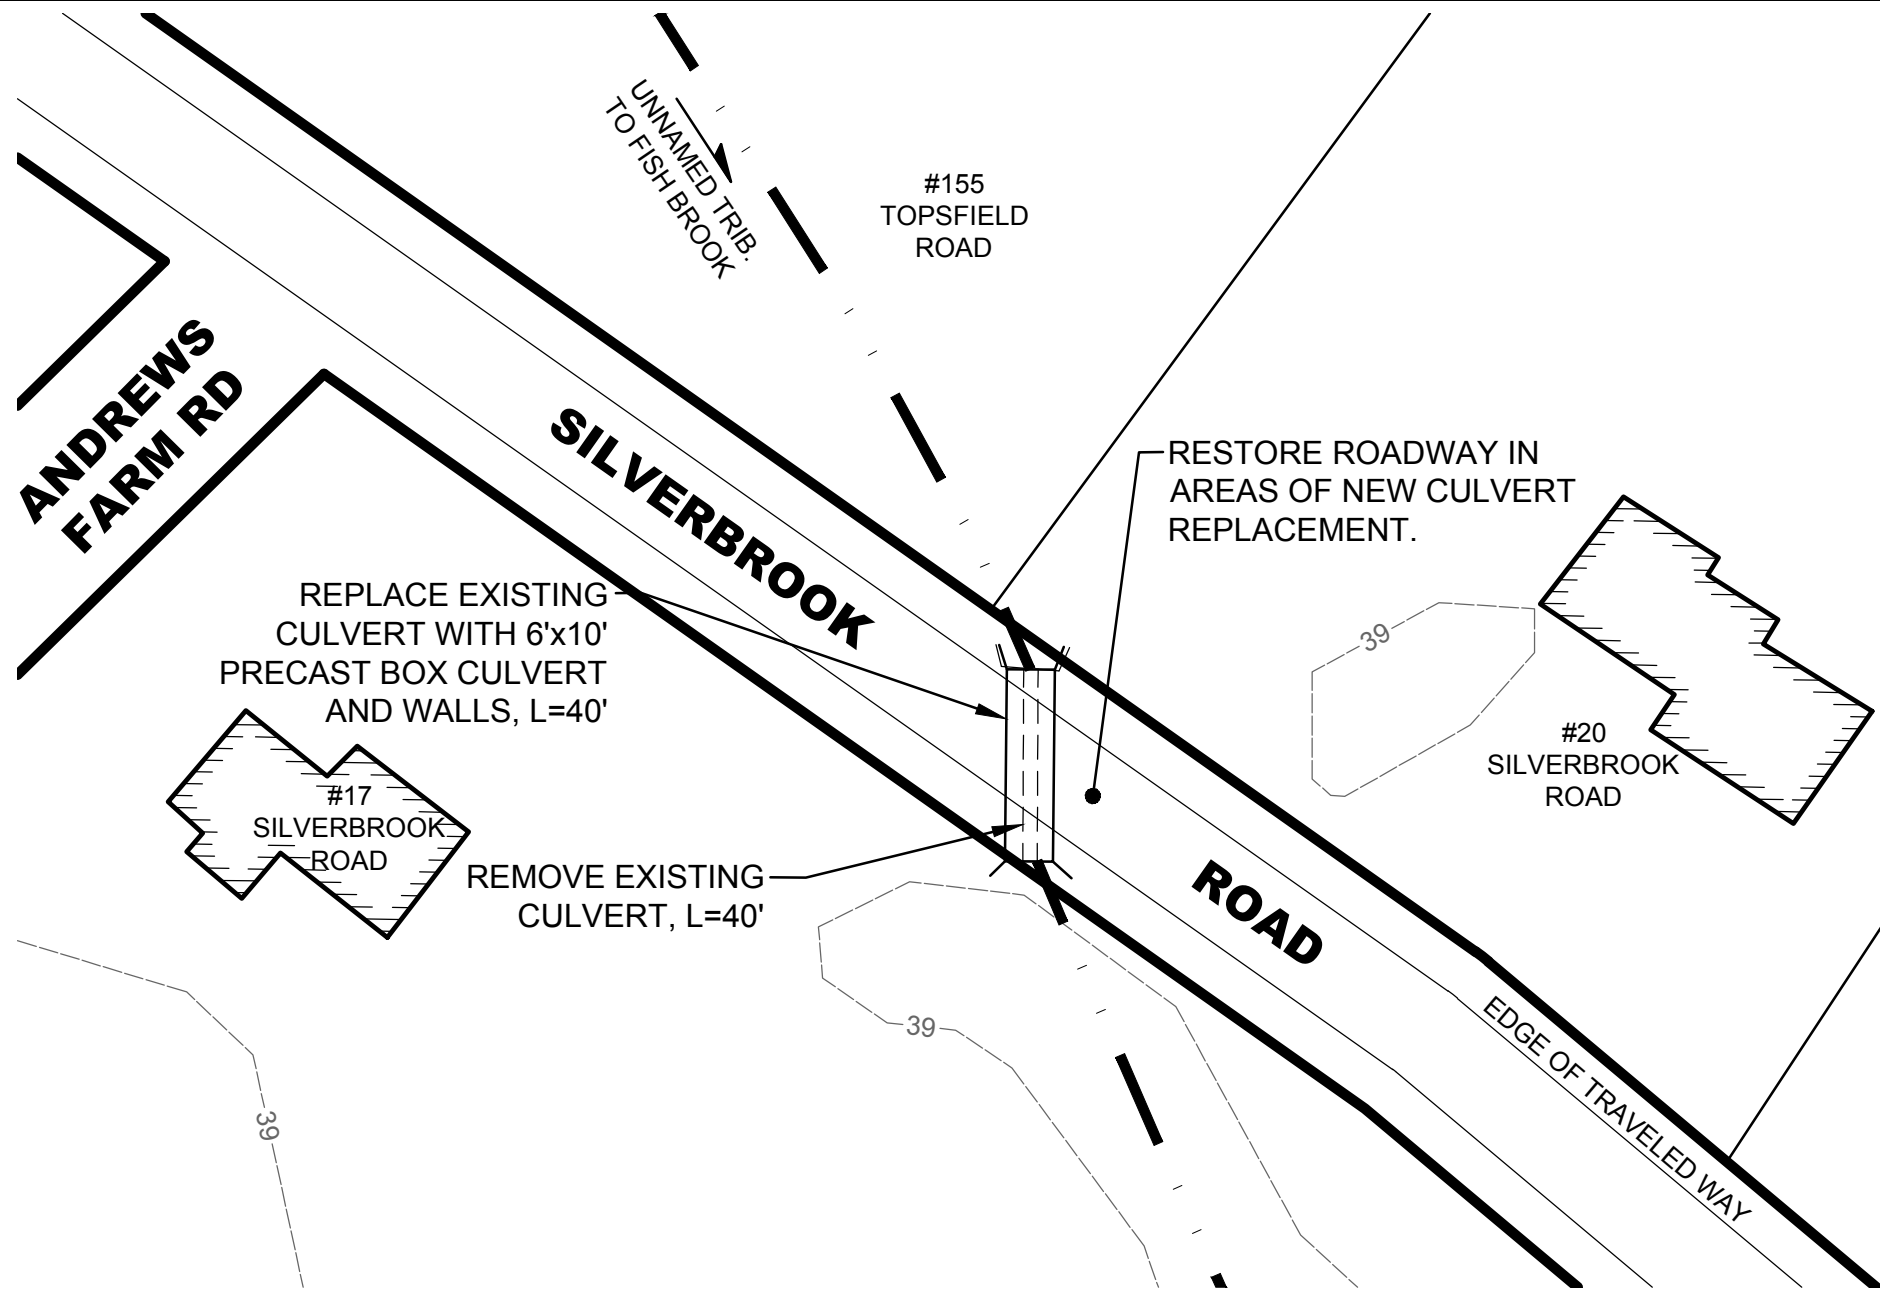 UNNAMED TRIB.
TO FISH BROOK
#155
TOPSFIELD
ROAD
ANDREWS
FARM RD
SILVERBROOK
ROAD
RESTORE ROADWAY IN
AREAS OF NEW CULVERT
REPLACEMENT.
REPLACE EXISTING
CULVERT WITH 6'x10'
PRECAST BOX CULVERT
AND WALLS, L=40'
39
#20
SILVERBROOK
ROAD
#17
SILVERBROOK
ROAD
REMOVE EXISTING
CULVERT, L=40'
39
39
EDGE OF TRAVELED WAY